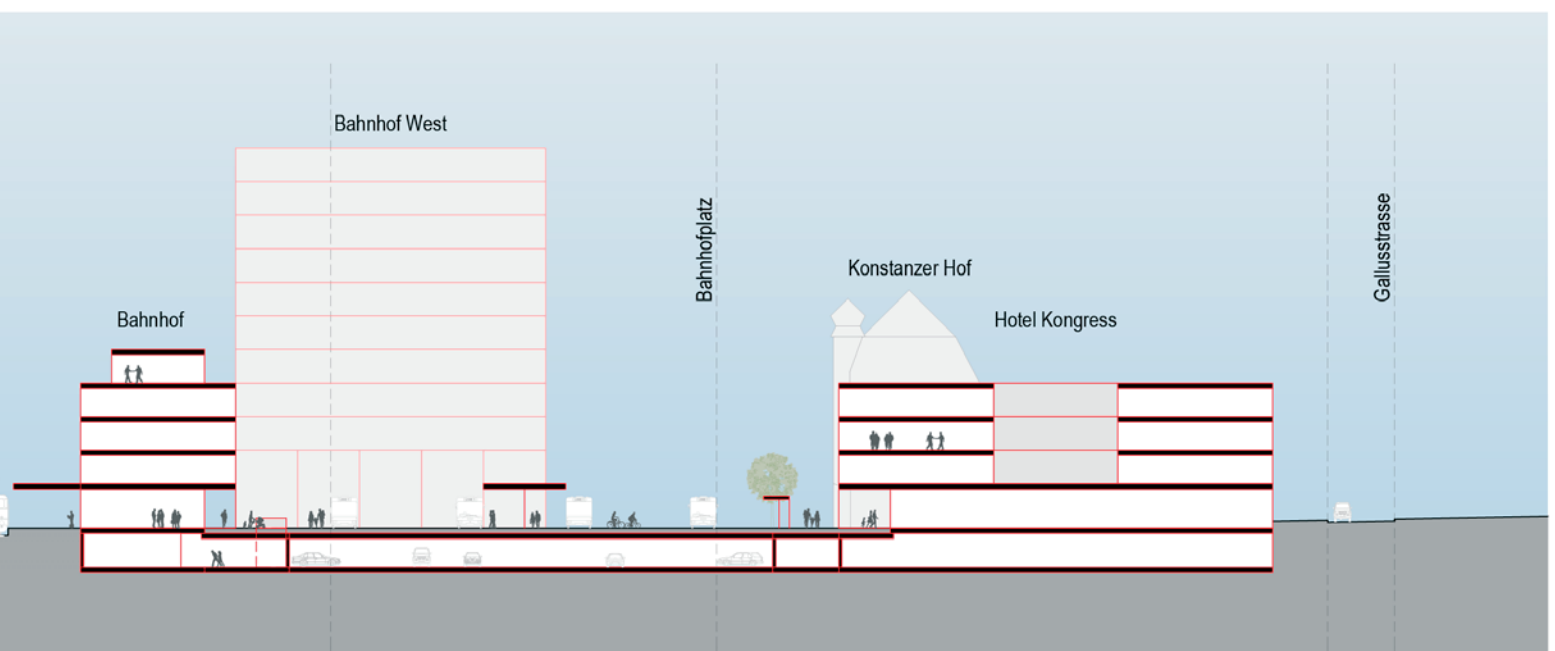 Bahnhof West
Bahnhofplatz
Gallusstrasse
Konstanzer Hof
Bahnhof
Hotel Kongress